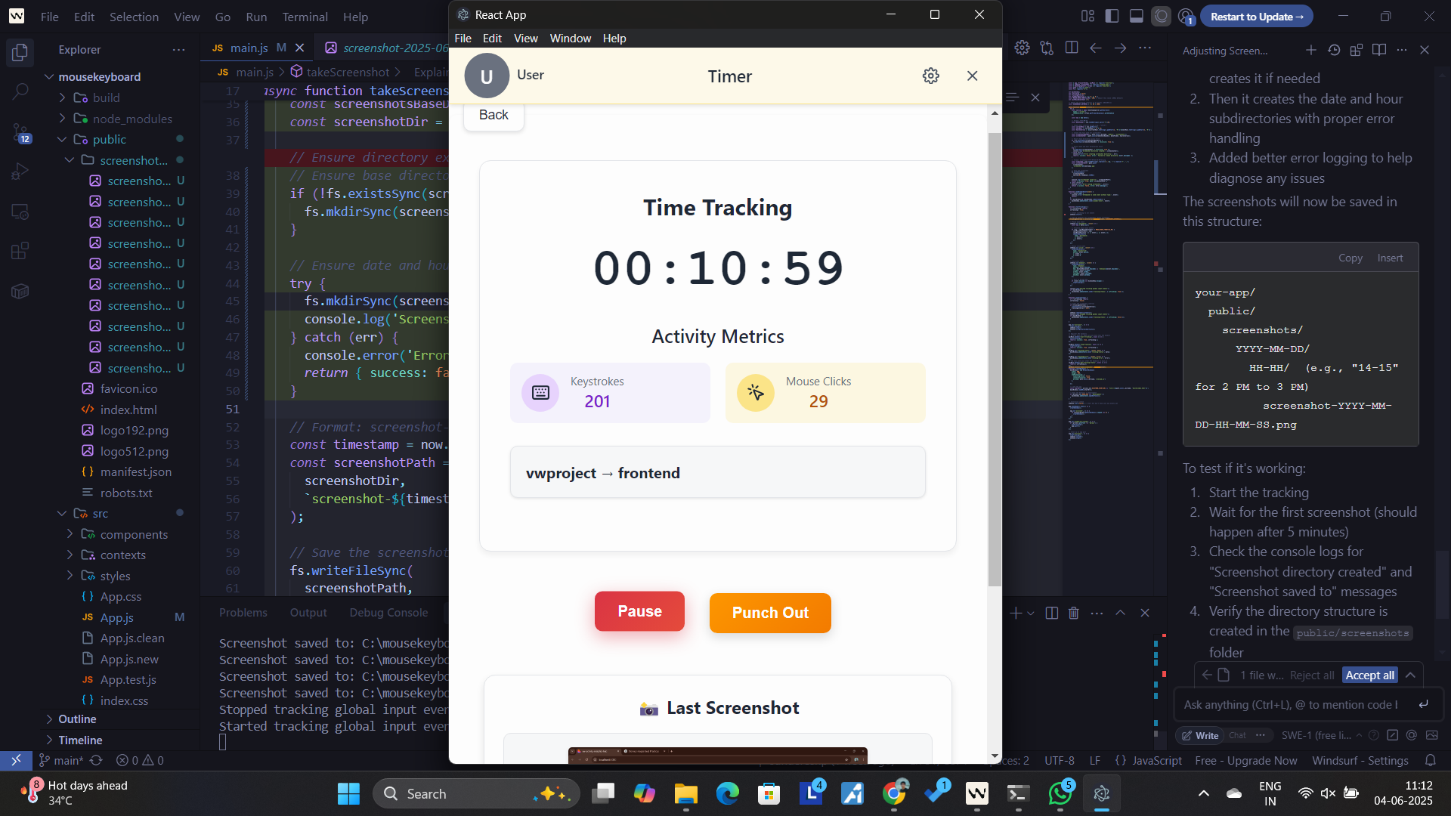 File Edit Selection View Go Run Terminal Help
Restart to Update →
Explorer
mousekeyboard
build
node_modules
public
screenshot...
screensho... U
screensho... U
screensho... U
screensho... U
screensho... U
screensho... U
screensho... U
screensho... U
screensho... U
screensho... U
favicon.ico
index.html
logo192.png
logo512.png
manifest.json
robots.txt
src
components
contexts
styles
App.css
App.js M
App.js.clean
App.js.new
App.test.js
index.css
Outline
Timeline
12
JS main.js M
screenshot-2025-06
JS main.js > takeScreenshot > Explain
17 async function takeScreens
35 const screenshotsBaseD
36 const screenshotDir =
37
// Ensure directory ex
38 // Ensure base directo
39 if (!fs.existsSync(scr
40 fs.mkdirSync(screens
41 }
42
43 // Ensure date and hou
44 try {
45 fs.mkdirSync(screens
46 console.log('Screens
47 } catch (err) {
48 console.error('Error
49 return { success: fa
50 }
51
52 // Format: screenshot-
53 const timestamp = now.
54 const screenshotPath =
55 screenshotDir,
56 `screenshot-${timest
57 );
58
59 // Save the screenshot
60 fs.writeFileSync(
61 screenshotPath,
Problems Output Debug Console
Screenshot saved to: C:\mousekeybo
Screenshot saved to: C:\mousekeybo
Screenshot saved to: C:\mousekeybo
Screenshot saved to: C:\mousekeybo
Stopped tracking global input ever
Started tracking global input ever
React App
File Edit View Window Help
U User
Timer
Back
Time Tracking
00:10:59
Activity Metrics
Keystrokes
201
Mouse Clicks
29
vwproject → frontend
Pause
Punch Out
Last Screenshot
Adjusting Screen...
creates it if needed
2. Then it creates the date and hour
subdirectories with proper error
handling
3. Added better error logging to help
diagnose any issues
The screenshots will now be saved in
this structure:
Copy Insert
your-app/
public/
screenshots/
YYYY-MM-DD/
HH-HH/ (e.g., "14-15"
for 2 PM to 3 PM)
screenshot-YYYY-MM-
DD-HH-MM-SS.png
To test if it's working:
1. Start the tracking
2. Wait for the first screenshot (should
happen after 5 minutes)
3. Check the console logs for
"Screenshot directory created" and
"Screenshot saved to" messages
4. Verify the directory structure is
created in the public/screenshots
folder
1 file w... Reject all Accept all
Ask anything (Ctrl+L), @ to mention code l
Write Chat SWE-1 (free li...
main* 0 0
Spaces: 2 UTF-8 LF {} JavaScript Free - Upgrade Now Windsurf - Settings
8
Hot days ahead
34°C
Search
4
1
5
ENG
IN
11:12
04-06-2025